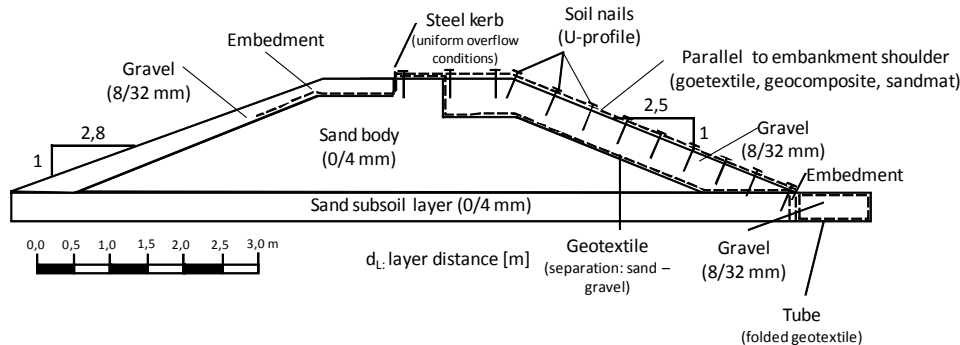 Steel kerb
(uniform overflow
conditions)
Soil nails
(U-profile)
Embedment
Gravel
(8/32 mm)
Parallel to embankment shoulder
(goetextile, geocomposite, sandmat)
2,8
1
2,5
1
Sand body
(0/4 mm)
Gravel
(8/32 mm)
Embedment
Sand subsoil layer (0/4 mm)
0,0 0,5 1,0 1,5 2,0 2,5 3,0 m
dL: layer distance [m]
Geotextile
(separation: sand –
gravel)
Gravel
(8/32 mm)
Tube
(folded geotextile)